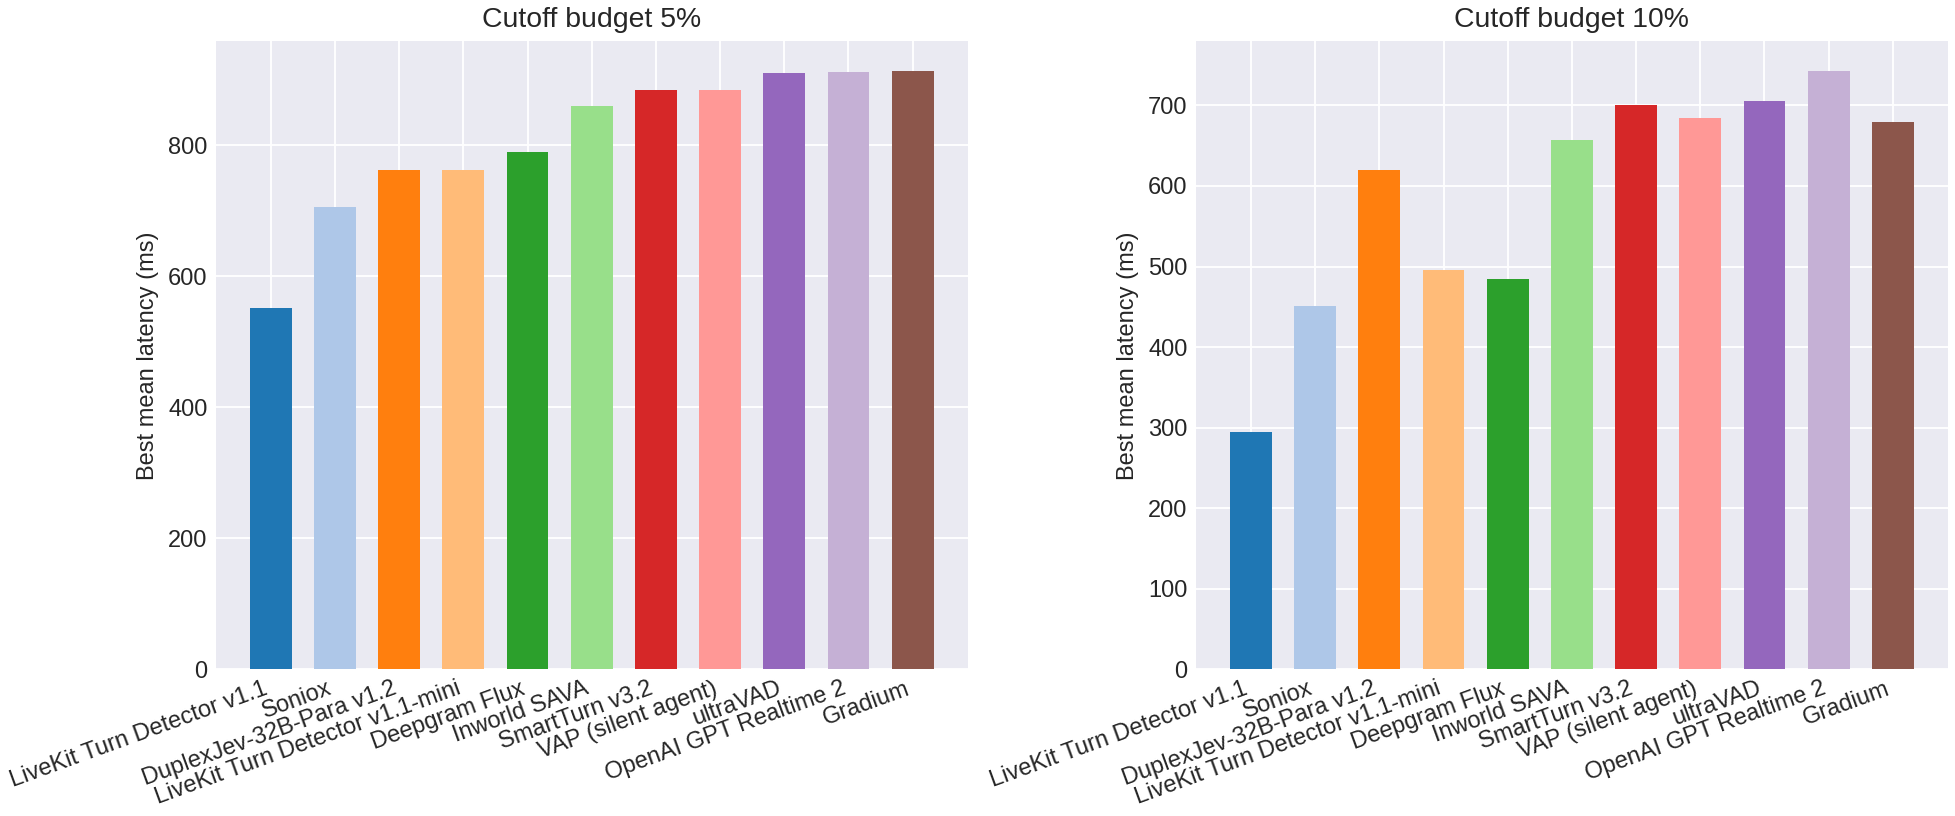 Cutoff budget 5%
Best mean latency (ms)
800
600
400
200
0
LiveKit Turn Detector v1.1
Soniox
DuplexJev-32B-Para v1.2
LiveKit Turn Detector v1.1-mini
Deepgram Flux
Inworld SAVA
SmartTurn v3.2
VAP (silent agent)
ultraVAD
OpenAI GPT Realtime 2
Gradium
Cutoff budget 10%
Best mean latency (ms)
700
600
500
400
300
200
100
0
LiveKit Turn Detector v1.1
Soniox
DuplexJev-32B-Para v1.2
LiveKit Turn Detector v1.1-mini
Deepgram Flux
Inworld SAVA
SmartTurn v3.2
VAP (silent agent)
ultraVAD
OpenAI GPT Realtime 2
Gradium